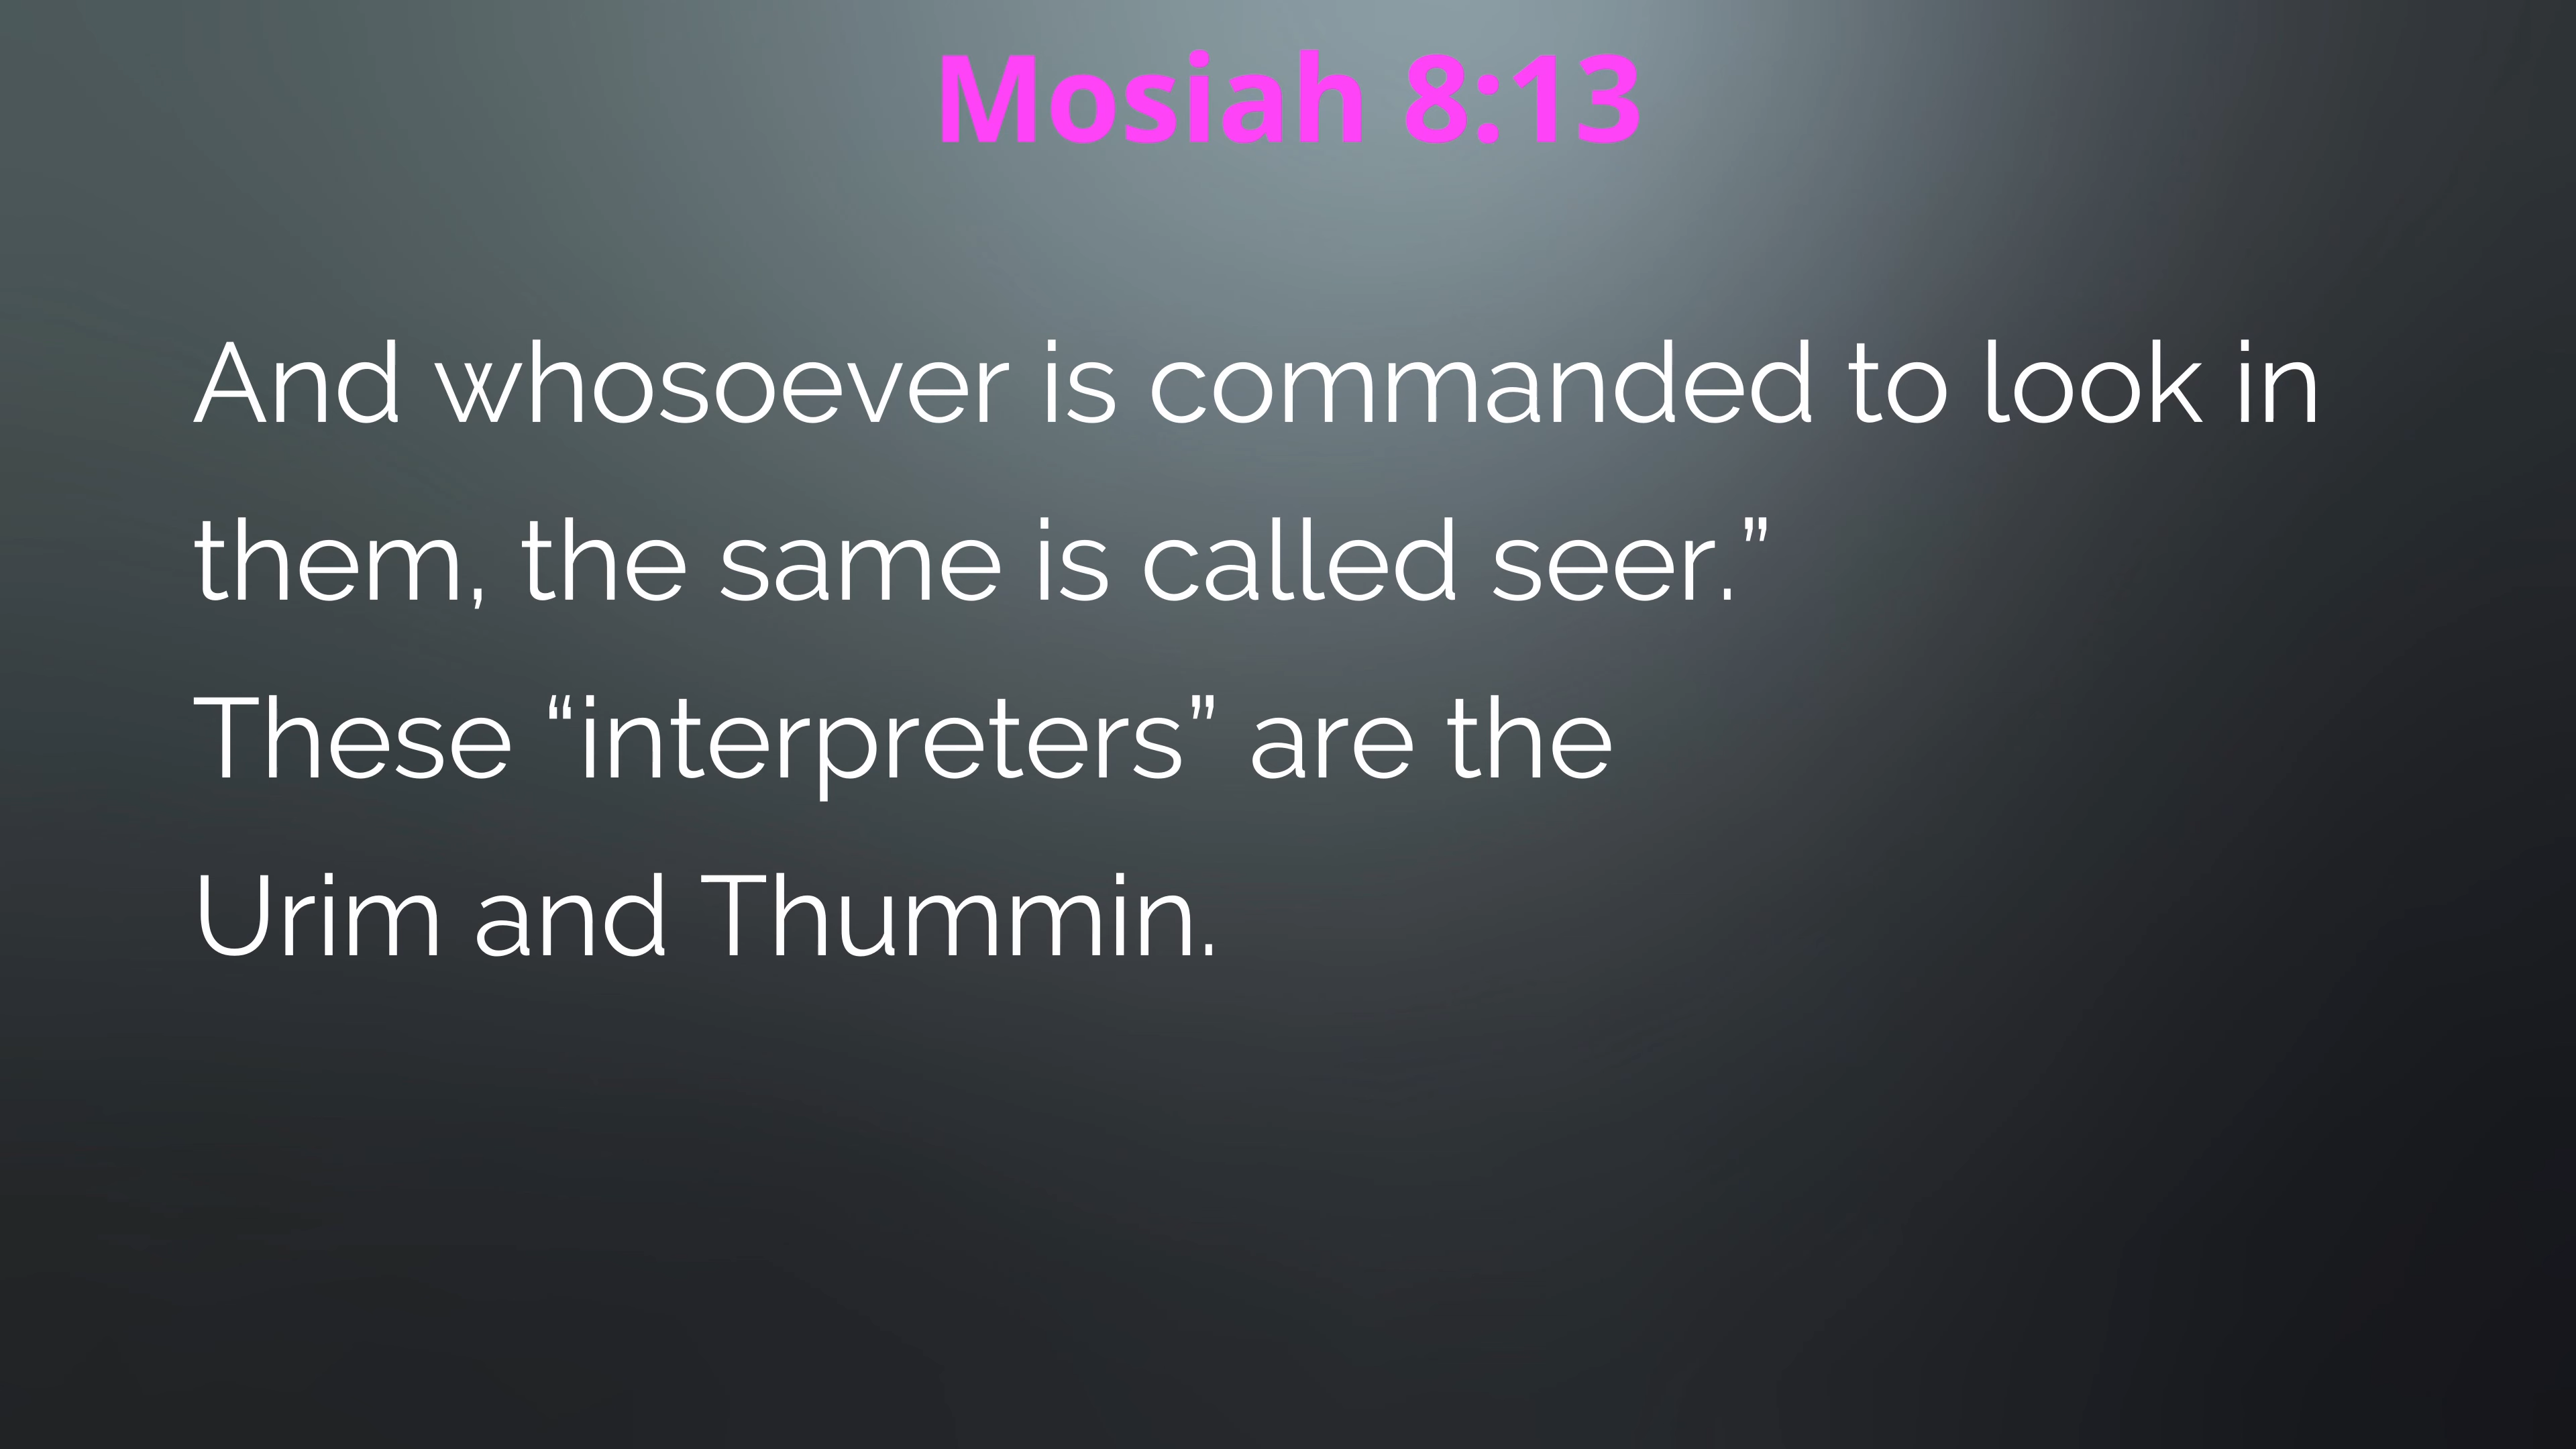 Mosiah 8:13
And whosoever is commanded to look in
them, the same is called seer.”
These “interpreters” are the
Urim and Thummin.